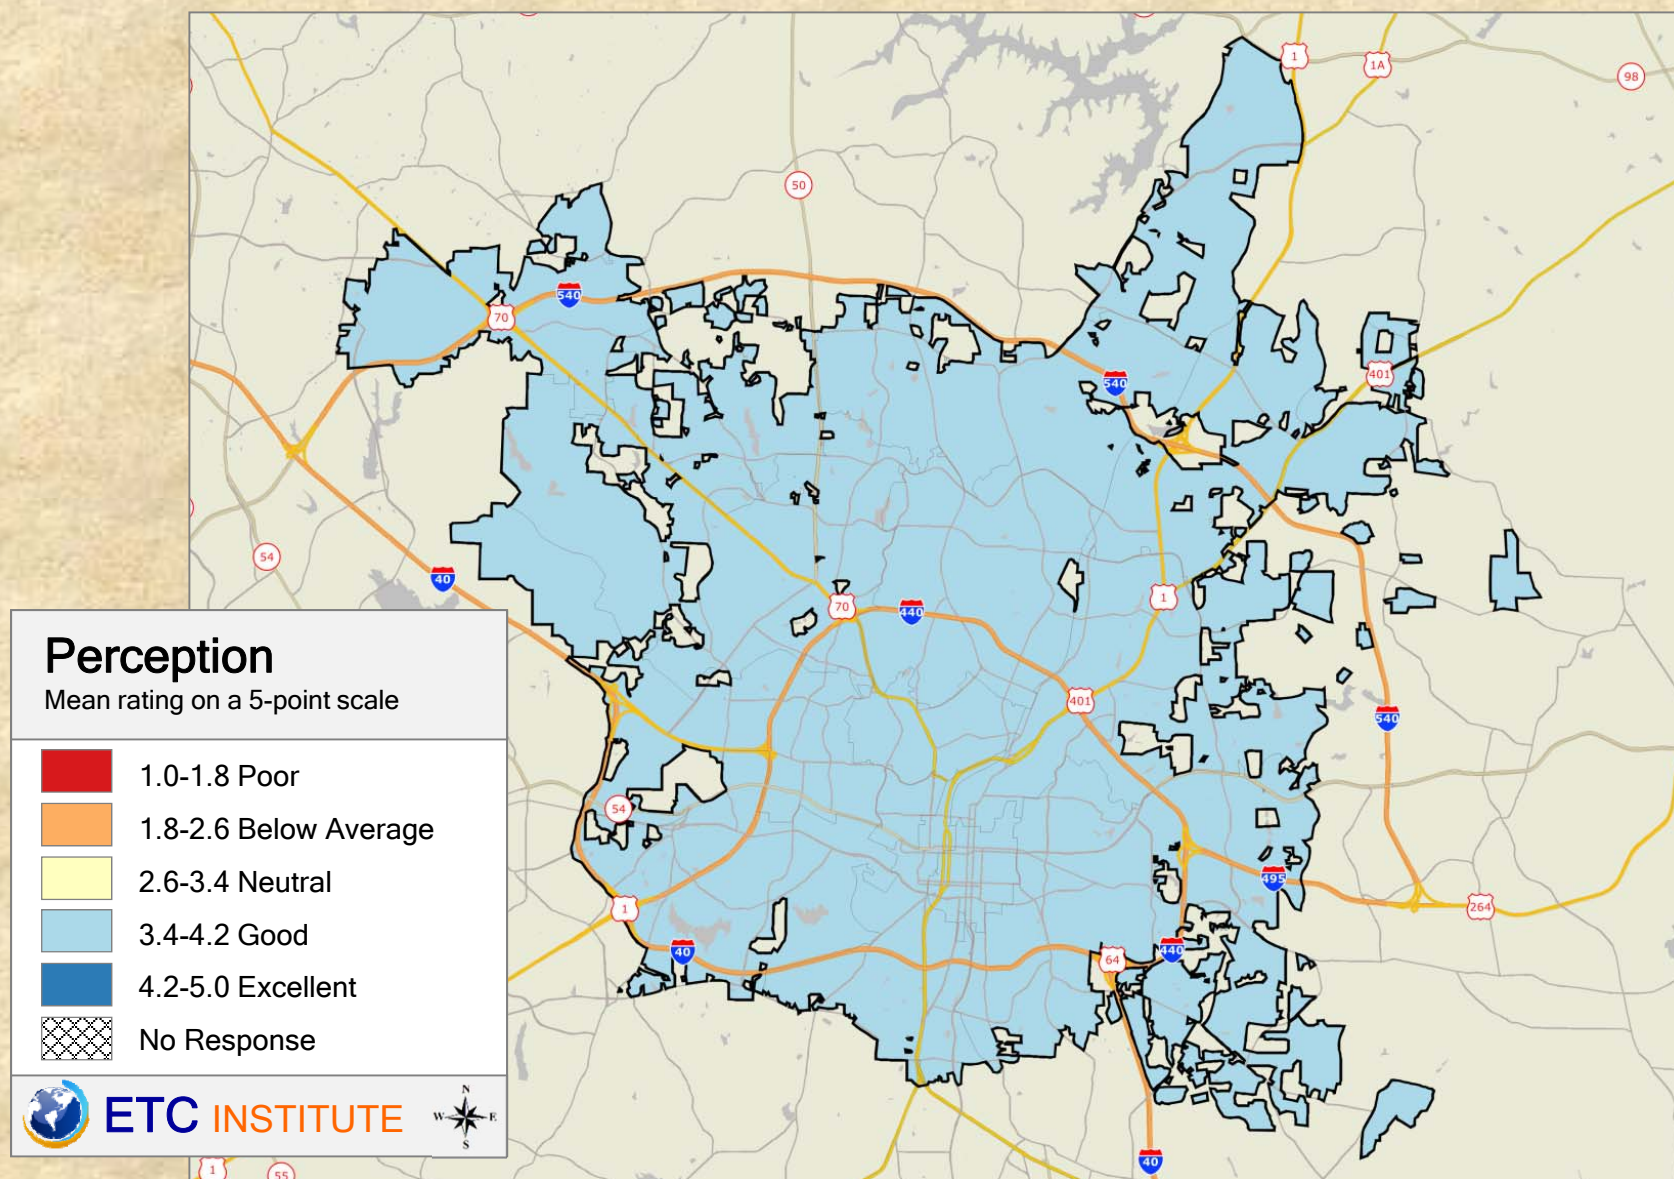 1
1A
98
50
540
70
401
540
54
40
70
440
1
401
540
54
495
264
1
40
440
64
40
1
55
Perception
Mean rating on a 5-point scale
1.0-1.8 Poor
1.8-2.6 Below Average
2.6-3.4 Neutral
3.4-4.2 Good
4.2-5.0 Excellent
No Response
ETC INSTITUTE
N
W E
S